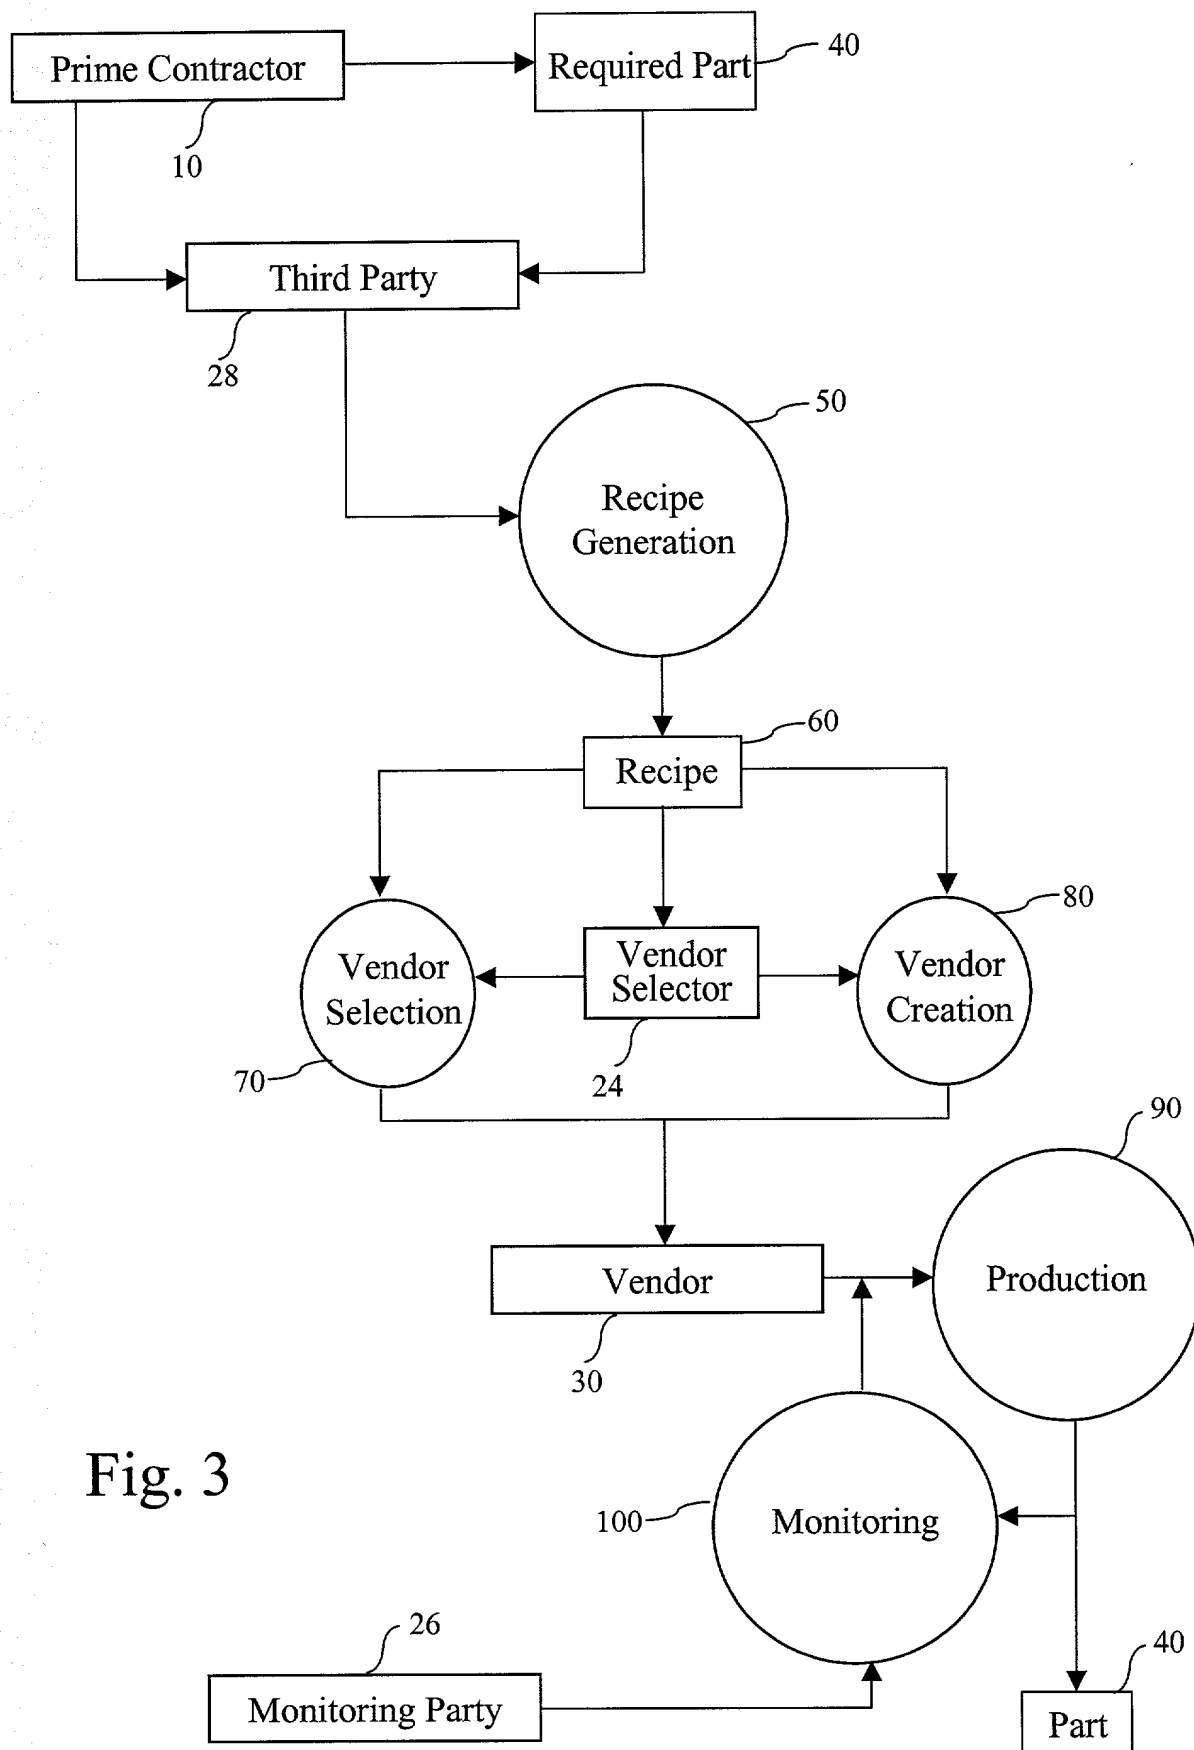 Prime Contractor
10
Required Part
40
Third Party
28
Recipe
Generation
50
60
Recipe
Vendor
Selection
70
Vendor
Selector
24
Vendor
Creation
80
90
Vendor
30
Production
Fig. 3
100
Monitoring
26
Monitoring Party
40
Part